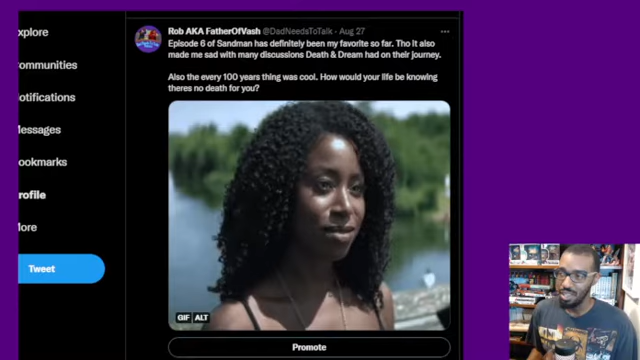 xplore
ommunities
otifications
Messages
ookmarks
rofile
ore
Tweet
Rob AKA FatherOfVash @DadNeedsToTalk · Aug 27
Episode 6 of Sandman has definitely been my favorite so far. Tho it also
made me sad with many discussions Death & Dream had on their journey.
Also the every 100 years thing was cool. How would your life be knowing
theres no death for you?
GIF ALT
Promote